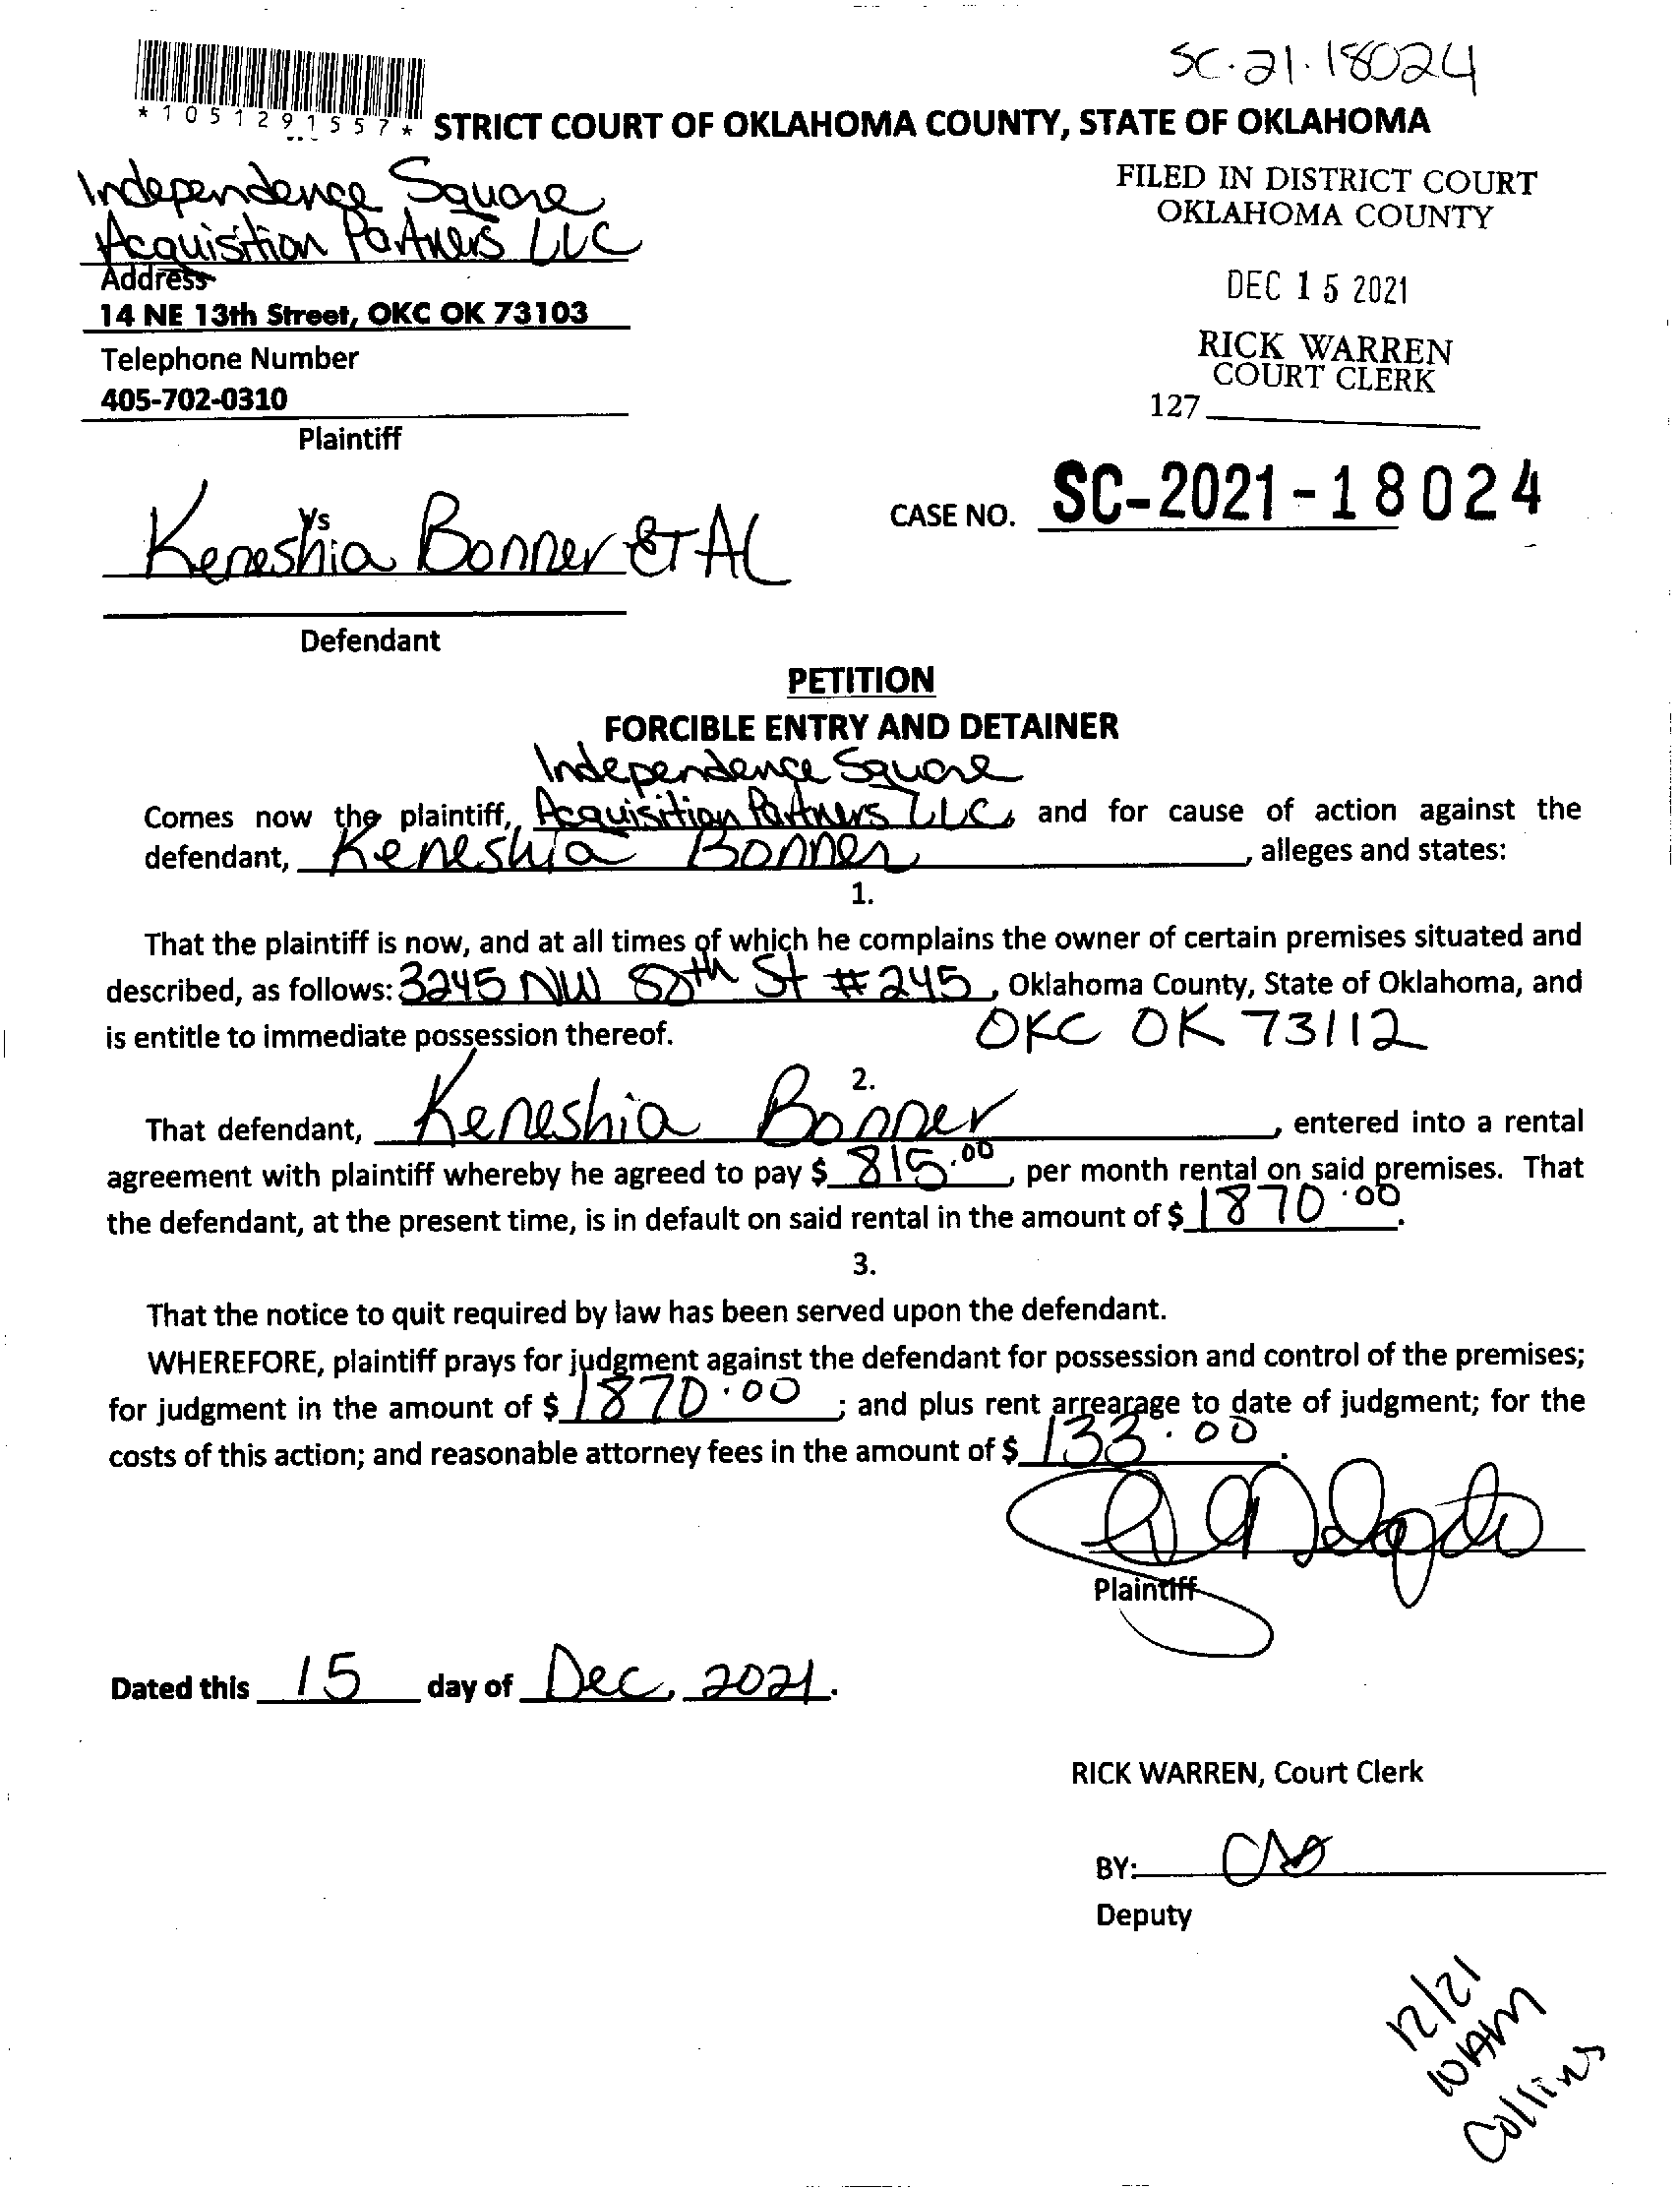 SC-21-18024
*1051291557*
STRICT COURT OF OKLAHOMA COUNTY, STATE OF OKLAHOMA
Independence Square
Acquisition Partners LLC
Address
14 NE 13th Street, OKC OK 73103
Telephone Number
405-702-0310
Plaintiff
FILED IN DISTRICT COURT
OKLAHOMA COUNTY
DEC 15 2021
RICK WARREN
COURT CLERK
127
Vs
Keneshia Bonner ET AL
CASE NO. SC-2021-18024
Defendant
PETITION
FORCIBLE ENTRY AND DETAINER
Independence Square
Comes now the plaintiff, Acquisition Partners LLC, and for cause of action against the
defendant, Keneshia Bonner, alleges and states:
1.
That the plaintiff is now, and at all times of which he complains the owner of certain premises situated and
described, as follows: 3245 NW 50th St #245, Oklahoma County, State of Oklahoma, and
is entitle to immediate possession thereof. OKC OK 73112
2.
That defendant, Keneshia Bonner, entered into a rental
agreement with plaintiff whereby he agreed to pay $ 815.00, per month rental on said premises. That
the defendant, at the present time, is in default on said rental in the amount of $ 1870.00.
3.
That the notice to quit required by law has been served upon the defendant.
WHEREFORE, plaintiff prays for judgment against the defendant for possession and control of the premises;
for judgment in the amount of $ 1870.00; and plus rent arrearage to date of judgment; for the
costs of this action; and reasonable attorney fees in the amount of $ 133.00.
Plaintiff
Dated this 15 day of Dec, 2021.
RICK WARREN, Court Clerk
BY:
Deputy
12/21
10AM
Collins